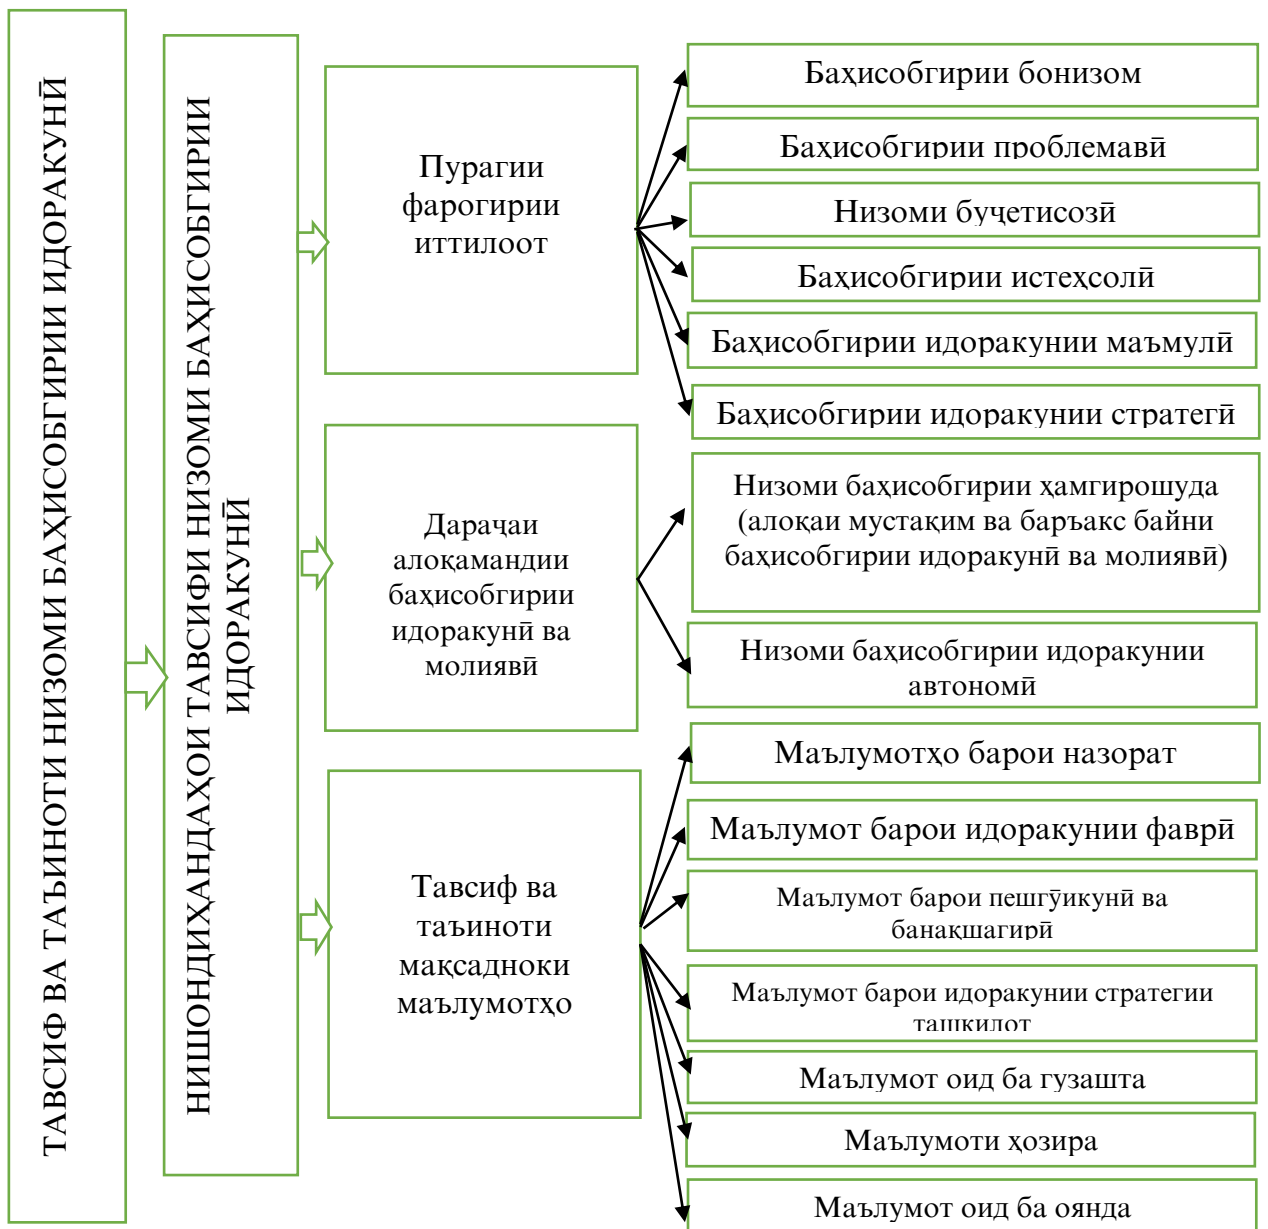 ТАВСИФ ВА ТАЪИНОТИ НИЗОМИ БАҲИСОБГИРИИ ИДОРАКУНӢ
НИШОНДИҲАНДАҲОИ ТАВСИФИ НИЗОМИ БАҲИСОБГИРИИ
ИДОРАКУНӢ
Пурагии
фарогирии
иттилоот
Баҳисобгирии бонизом
Баҳисобгирии проблемавӣ
Низоми буҷетисозӣ
Баҳисобгирии истеҳсолӣ
Баҳисобгирии идоракунии маъмулӣ
Баҳисобгирии идоракунии стратегӣ
Дараҷаи
алоқамандии
баҳисобгирии
идоракунӣ ва
молиявӣ
Низоми баҳисобгирии ҳамгирошуда
(алоқаи мустақим ва баръакс байни
баҳисобгирии идоракунӣ ва молиявӣ)
Низоми баҳисобгирии идоракунии
автономӣ
Тавсиф ва
таъиноти
мақсадноки
маълумотҳо
Маълумотҳо барои назорат
Маълумот барои идоракунии фаврӣ
Маълумот барои пешгӯикунӣ ва
банақшагирӣ
Маълумот барои идоракунии стратегии
ташкилот
Маълумот оид ба гузашта
Маълумоти ҳозира
Маълумот оид ба оянда